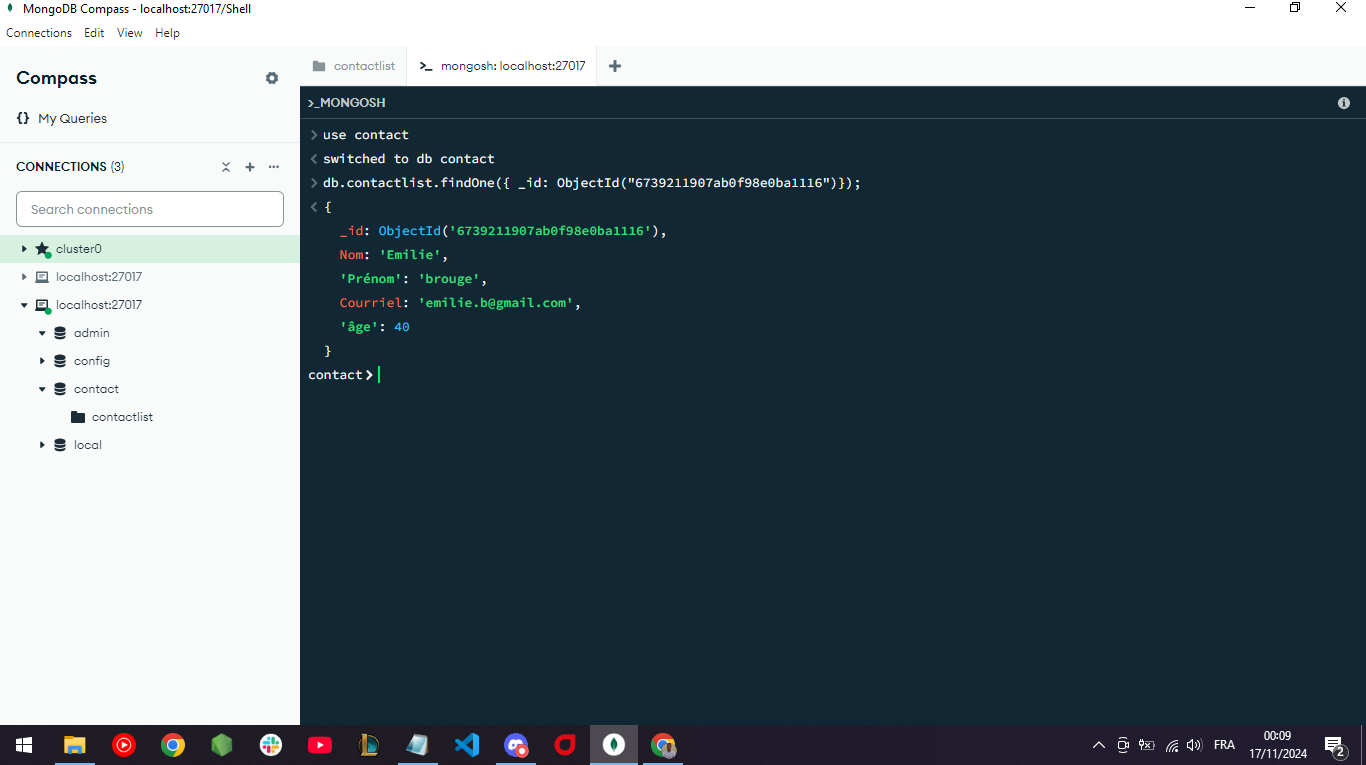 MongoDB Compass - localhost:27017/Shell
Connections Edit View Help
Compass
My Queries
CONNECTIONS (3)
Search connections
cluster0
localhost:27017
localhost:27017
admin
config
contact
contactlist
local
contactlist
mongosh: localhost:27017
>_MONGOSH
use contact
switched to db contact
db.contactlist.findOne({ _id: ObjectId("6739211907ab0f98e0ba1116")});
{
_id: ObjectId('6739211907ab0f98e0ba1116'),
Nom: 'Emilie',
'Prénom': 'brouge',
Courriel: 'emilie.b@gmail.com',
'âge': 40
}
contact>
FRA
00:09
17/11/2024
2